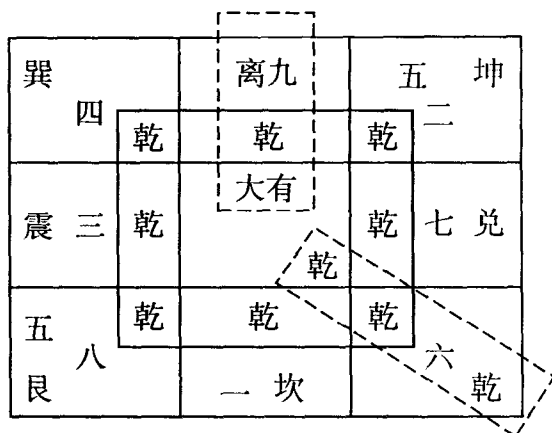 巽 离九 五 坤
四 二
乾 乾 乾
大有
震 三 乾 乾 七 兑
乾
乾 乾 乾
五 八 六
艮 一 坎 乾